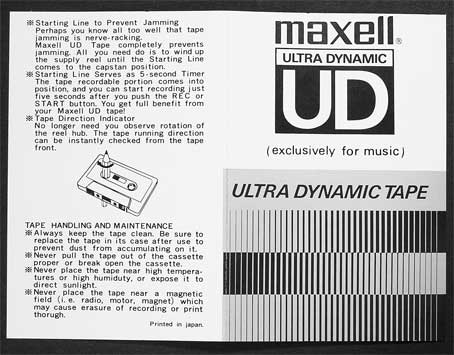 ※Starting Line to Prevent Jamming
Perhaps you know all too well that tape
jamming is nerve-racking.
Maxell UD Tape completely prevents
jamming. All you need do is to wind up
the supply reel until the Starting Line
comes to the capstan position.
※Starting Line Serves as 5-second Timer
The tape recordable portion comes into
position, and you can start recording just
five seconds after you push the REC or
START button. You get full benefit from
your Maxell UD tape!
※Tape Direction Indicator
No longer need you observe rotation of
the reel hub. The tape running direction
can be instantly checked from the tape
front.
TAPE HANDLING AND MAINTENANCE
※Always keep the tape clean. Be sure to
replace the tape in its case after use to
prevent dust from accumulating on it.
※Never pull the tape out of the cassette
proper or break open the cassette.
※Never place the tape near high tempera-
tures or high humiduty, or expose it to
direct sunlight.
※Never place the tape near a magnetic
field (i. e. radio, motor, magnet) which
may cause erasure of recording or print
thorugh.
Printed in japan.
maxell®
ULTRA DYNAMIC
UD
(exclusively for music)
ULTRA DYNAMIC TAPE